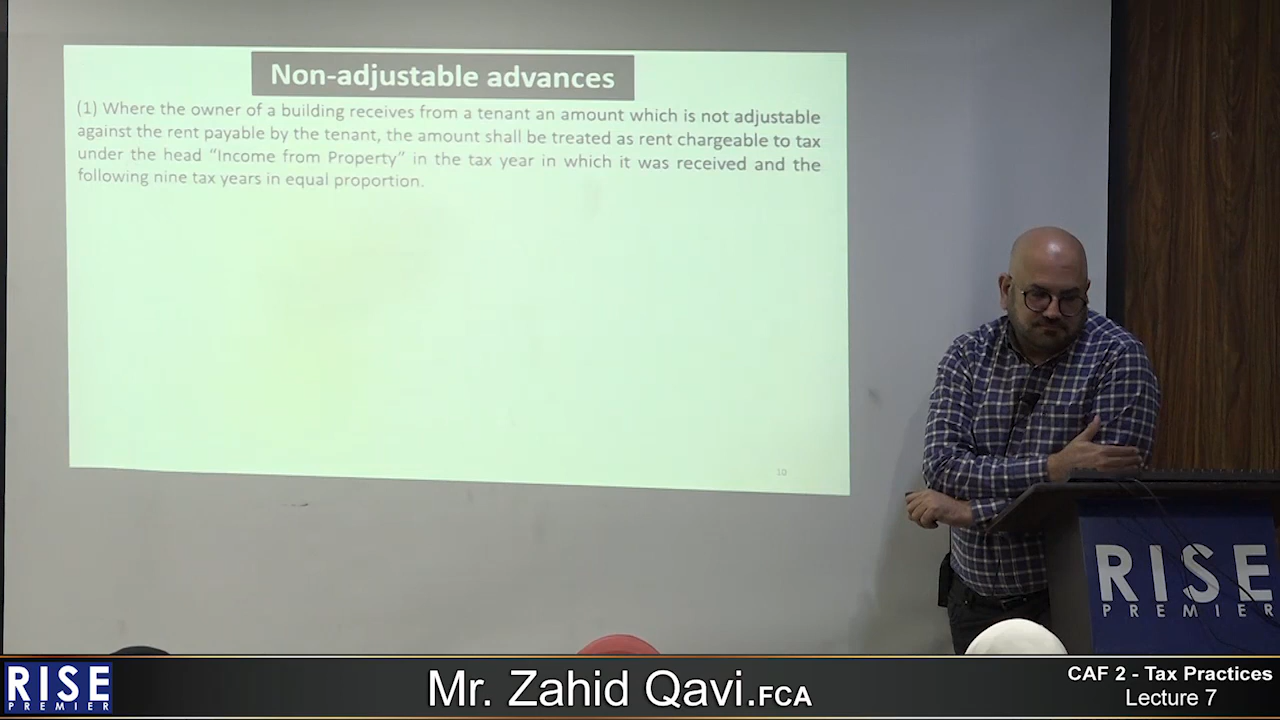 Non-adjustable advances
(1) Where the owner of a building receives from a tenant an amount which is not adjustable
against the rent payable by the tenant, the amount shall be treated as rent chargeable to tax
under the head “Income from Property” in the tax year in which it was received and the
following nine tax years in equal proportion.
10
RISE
PREMIER
RISE
PREMIER
Mr. Zahid Qavi.FCA
CAF 2 - Tax Practices
Lecture 7